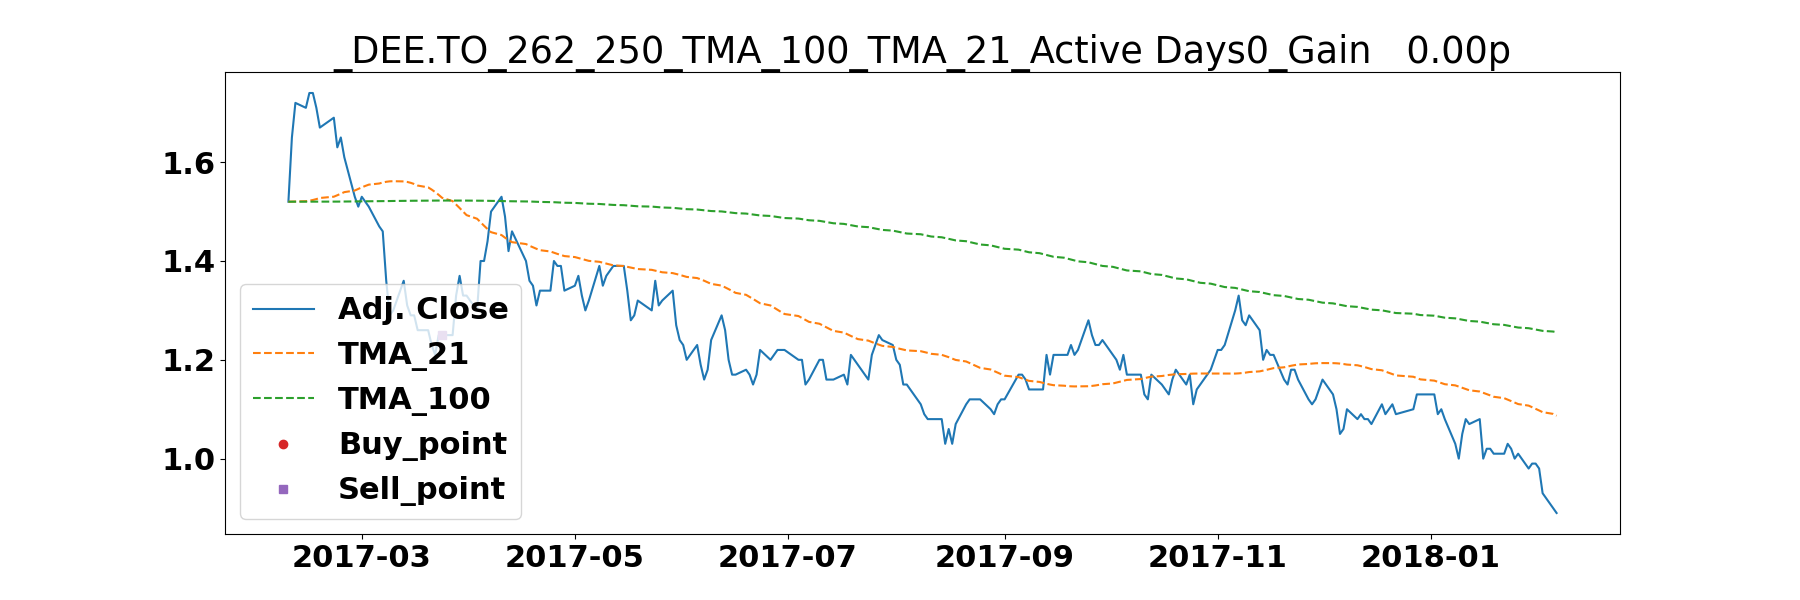 _DEE.TO_262_250_TMA_100_TMA_21_Active Days0_Gain   0.00p
1.6
1.4
1.2
1.0
Adj. Close
TMA_21
TMA_100
Buy_point
Sell_point
2017-03 2017-05 2017-07 2017-09 2017-11 2018-01